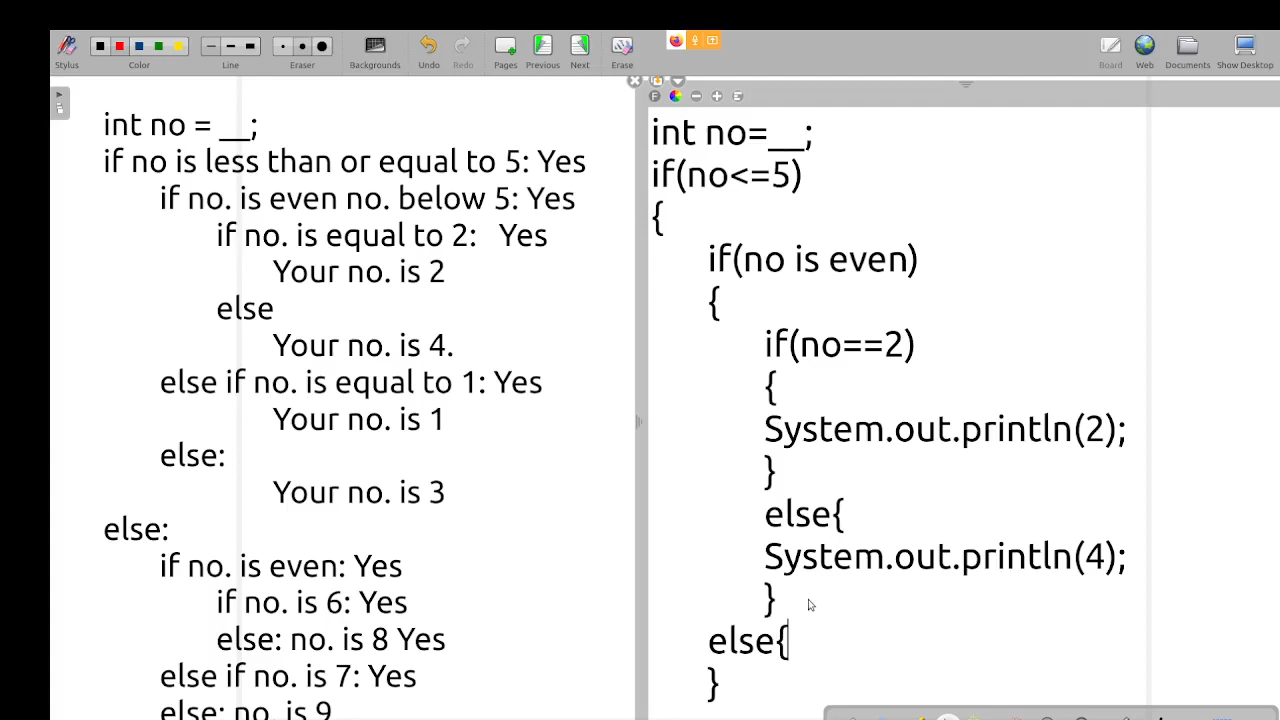 Stylus Color Line Eraser Backgrounds Undo Redo Pages Previous Next Erase Board Web Documents Show Desktop
int no = __;
if no is less than or equal to 5: Yes
if no. is even no. below 5: Yes
if no. is equal to 2: Yes
Your no. is 2
else
Your no. is 4.
else if no. is equal to 1: Yes
Your no. is 1
else:
Your no. is 3
else:
if no. is even: Yes
if no. is 6: Yes
else: no. is 8 Yes
else if no. is 7: Yes
else: no. is 9
F
int no=__;
if(no<=5)
{
if(no is even)
{
if(no==2)
{
System.out.println(2);
}
else{
System.out.println(4);
}
else{
}